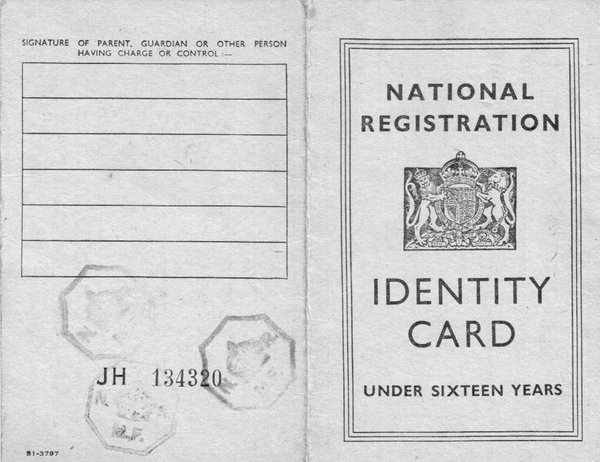 SIGNATURE OF PARENT, GUARDIAN OR OTHER PERSON
HAVING CHARGE OR CONTROL:—
JH 134320
N. R.
M.F.
51-3797
NATIONAL
REGISTRATION
IDENTITY
CARD
UNDER SIXTEEN YEARS